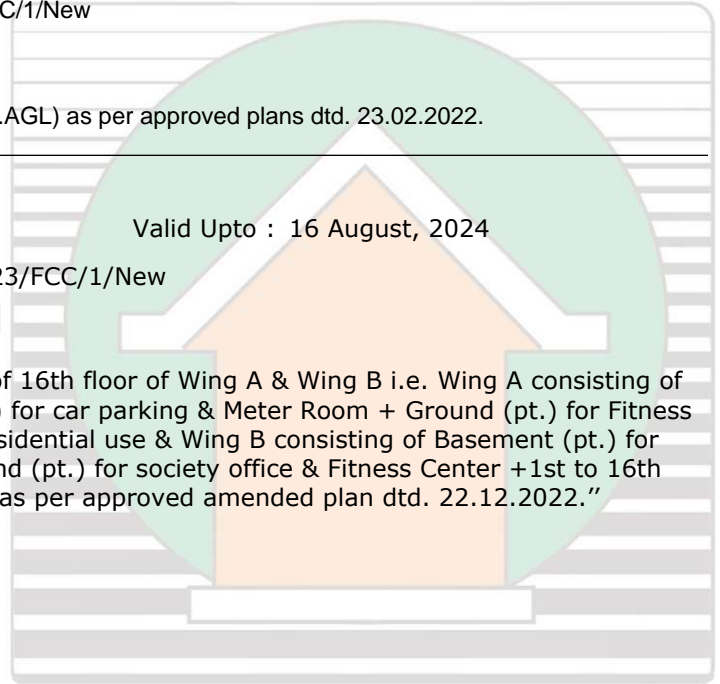 C/1/New
.AGL) as per approved plans dtd. 23.02.2022.
Valid Upto : 16 August, 2024
23/FCC/1/New
of 16th floor of Wing A & Wing B i.e. Wing A consisting of
) for car parking & Meter Room + Ground (pt.) for Fitness
sidential use & Wing B consisting of Basement (pt.) for
nd (pt.) for society office & Fitness Center +1st to 16th
as per approved amended plan dtd. 22.12.2022.”